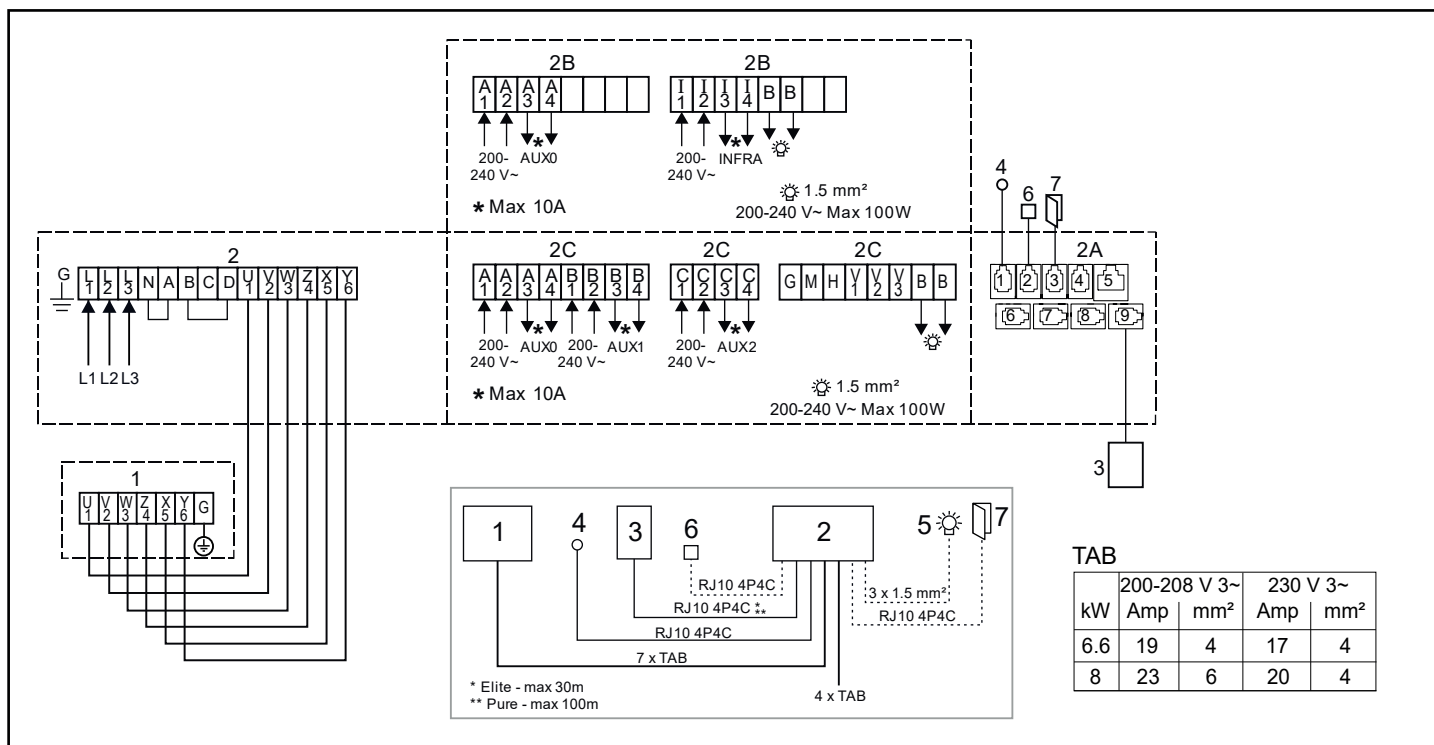 2B 2B
A1 A2 A3 A4 I1 I2 I3 I4 B B
200-240 V~ * AUX0 200-240 V~ * INFRA
* Max 10A
1.5 mm²
200-240 V~ Max 100W
4 6 7
2 2C 2C 2C 2A
G L1 L2 L3 N A B C D U1 V2 W3 Z4 X5 Y6
A1 A2 A3 A4 B1 B2 B3 B4 C1 C2 C3 C4 G M H V1 V2 V3 B B
1 2 3 4 5
6 7 8 9
200-240 V~ * AUX0 200-240 V~ * AUX1 200-240 V~ * AUX2
L1 L2 L3
* Max 10A
1.5 mm²
200-240 V~ Max 100W
3
1
U1 V2 W3 Z4 X5 Y6 G
1 4 3 6 2 5 7
RJ10 4P4C
3 x 1.5 mm²
RJ10 4P4C * **
RJ10 4P4C
RJ10 4P4C
7 x TAB
4 x TAB
* Elite - max 30m
** Pure - max 100m
TAB
200-208 V 3~ 230 V 3~
kW Amp mm² Amp mm²
6.6 19 4 17 4
8 23 6 20 4